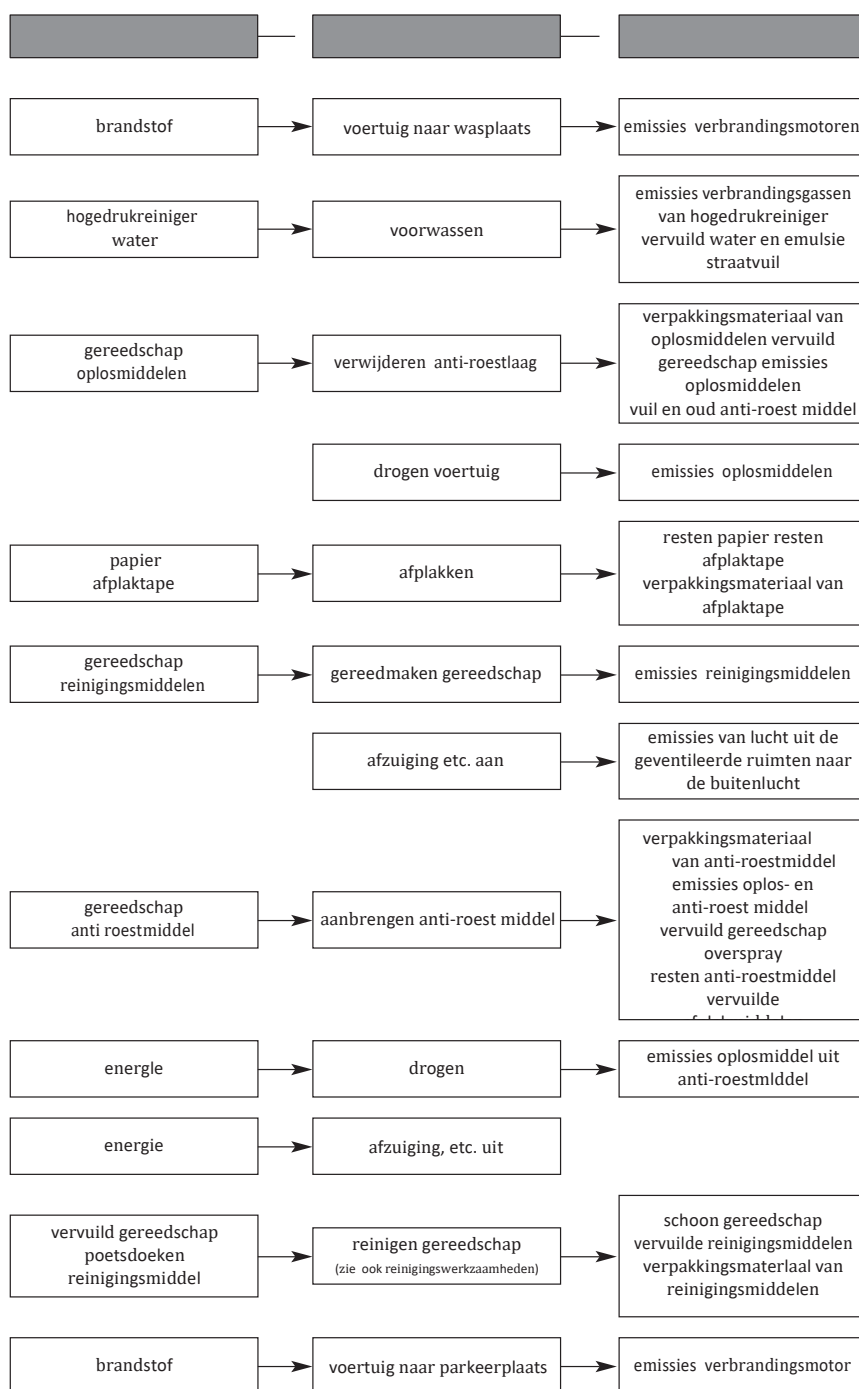 brandstof
voertuig naar wasplaats
emissies verbrandingsmotoren
hogedrukreiniger
water
voorwassen
emissies verbrandingsgassen
van hogedrukreiniger
vervuild water en emulsie
straatvuil
gereedschap
oplosmiddelen
verwijderen anti-roestlaag
verpakkingsmateriaal van
oplosmiddelen vervuild
gereedschap emissies
oplosmiddelen
vuil en oud anti-roest middel
drogen voertuig
emissies oplosmiddelen
papier
afplaktape
afplakken
resten papier resten
afplaktape
verpakkingsmateriaal van
afplaktape
gereedschap
reinigingsmiddelen
gereedmaken gereedschap
emissies reinigingsmiddelen
afzuiging etc. aan
emissies van lucht uit de
geventileerde ruimten naar
de buitenlucht
gereedschap
anti roestmiddel
aanbrengen anti-roest middel
verpakkingsmateriaal
van anti-roestmiddel
emissies oplos- en
anti-roest middel
vervuild gereedschap
overspray
resten anti-roestmiddel
vervuilde
energle
drogen
emissies oplosmiddel uit
anti-roestmlddel
energie
afzuiging, etc. uit
vervuild gereedschap
poetsdoeken
reinigingsmiddel
reinigen gereedschap
(zie ook reinigingswerkzaamheden)
schoon gereedschap
vervuilde reinigingsmiddelen
verpakkingsmaterlaal van
reinigingsmiddelen
brandstof
voertuig naar parkeerplaats
emissies verbrandingsmotor